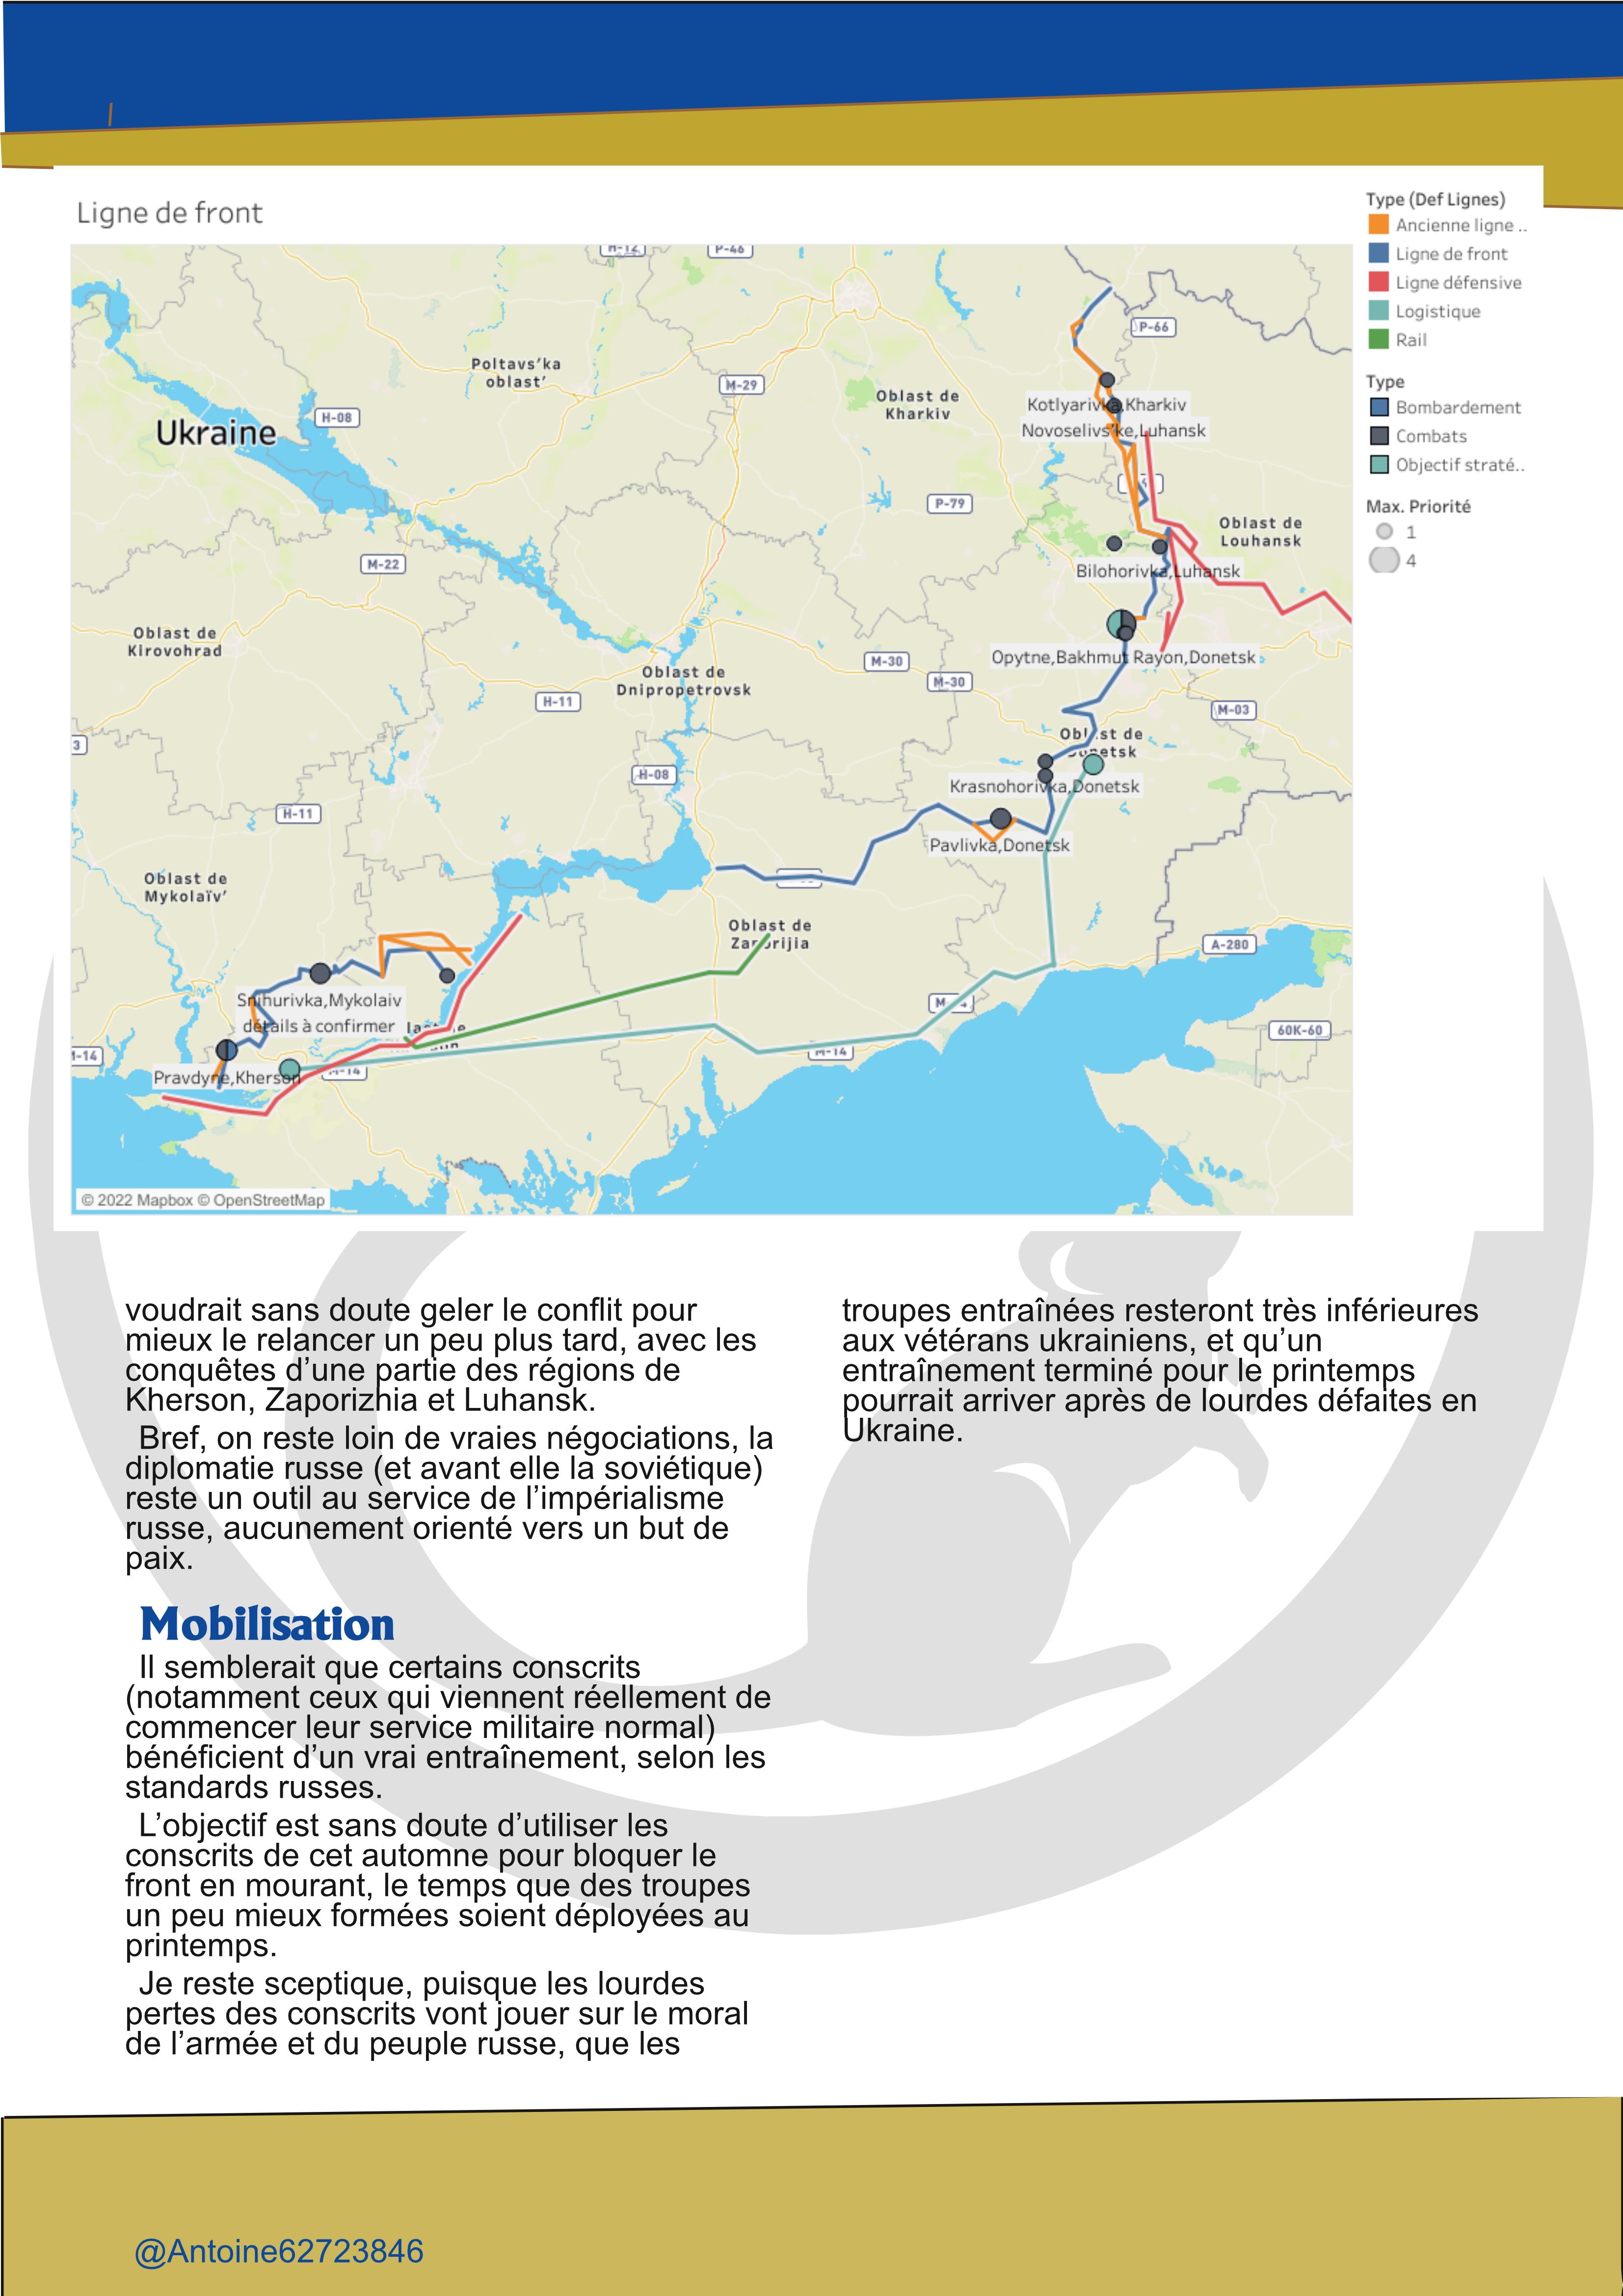 Ligne de front
Type (Def Lignes)
Ancienne ligne ..
Ligne de front
Ligne défensive
Logistique
Rail
Type
Bombardement
Combats
Objectif straté..
Max. Priorité
1
4
H-12
P-46
P-66
Poltavs'ka
oblast'
M-29
Oblast de
Kharkiv
H-08
Ukraine
Kotlyarivka,Kharkiv
Novoselivs'ke,Luhansk
P-79
Oblast de
Louhansk
M-22
Bilohorivka,Luhansk
Oblast de
Kirovohrad
Opytne,Bakhmut Rayon,Donetsk
M-30
M-30
Oblast de
Dnipropetrovsk
H-11
M-03
3
Oblast de
Donetsk
H-08
Krasnohorivka,Donetsk
H-11
Pavlivka,Donetsk
Oblast de
Mykolaïv'
Oblast de
Zaporijia
A-280
Snihurivka,Mykolaiv
détails à confirmer
60K-60
M-14
M-14
M-14
Pravdyne,Kherson
© 2022 Mapbox © OpenStreetMap
voudrait sans doute geler le conflit pour
mieux le relancer un peu plus tard, avec les
conquêtes d’une partie des régions de
Kherson, Zaporizhia et Luhansk.
Bref, on reste loin de vraies négociations, la
diplomatie russe (et avant elle la soviétique)
reste un outil au service de l’impérialisme
russe, aucunement orienté vers un but de
paix.
Mobilisation
Il semblerait que certains conscrits
(notamment ceux qui viennent réellement de
commencer leur service militaire normal)
bénéficient d’un vrai entraînement, selon les
standards russes.
L’objectif est sans doute d’utiliser les
conscrits de cet automne pour bloquer le
front en mourant, le temps que des troupes
un peu mieux formées soient déployées au
printemps.
Je reste sceptique, puisque les lourdes
pertes des conscrits vont jouer sur le moral
de l’armée et du peuple russe, que les
troupes entraînées resteront très inférieures
aux vétérans ukrainiens, et qu’un
entraînement terminé pour le printemps
pourrait arriver après de lourdes défaites en
Ukraine.
@Antoine62723846